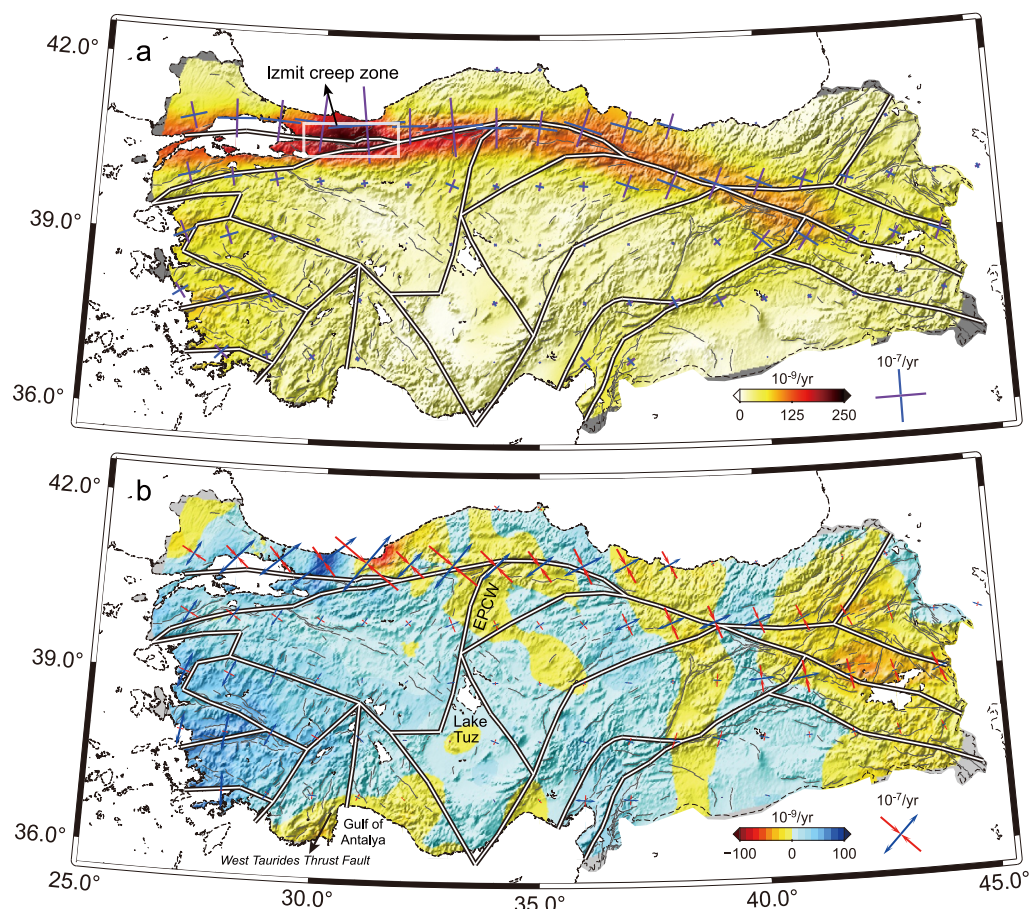 42.0°
a
Izmit creep zone
39.0°
36.0°
10⁻⁷/yr
10⁻⁹/yr
0 125 250
42.0°
b
EPCW
39.0°
Lake
Tuz
Gulf of
Antalya
West Taurides Thrust Fault
10⁻⁷/yr
10⁻⁹/yr
−100 0 100
36.0°
25.0° 30.0° 35.0° 40.0° 45.0°